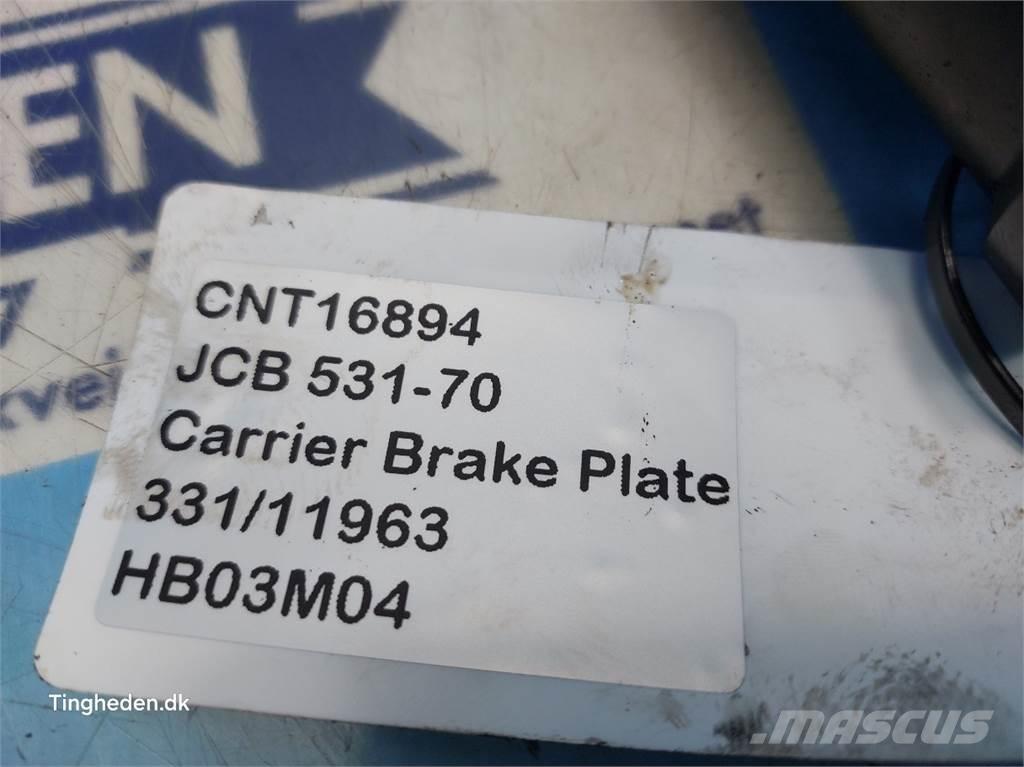 EN
CNT16894
JCB 531-70
Carrier Brake Plate
331/11963
HB03M04
Tingheden.dk
MASCUS